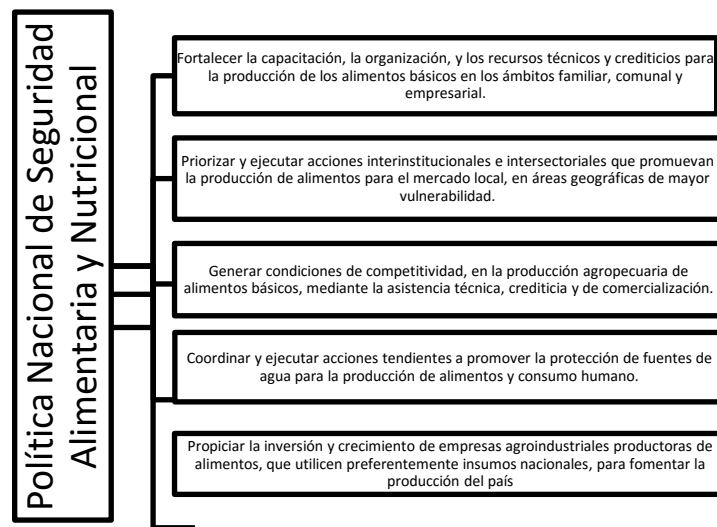 Política Nacional de Seguridad
Alimentaria y Nutricional
Fortalecer la capacitación, la organización, y los recursos técnicos y crediticios para
la producción de los alimentos básicos en los ámbitos familiar, comunal y
empresarial.
Priorizar y ejecutar acciones interinstitucionales e intersectoriales que promuevan
la producción de alimentos para el mercado local, en áreas geográficas de mayor
vulnerabilidad.
Generar condiciones de competitividad, en la producción agropecuaria de
alimentos básicos, mediante la asistencia técnica, crediticia y de comercialización.
Coordinar y ejecutar acciones tendientes a promover la protección de fuentes de
agua para la producción de alimentos y consumo humano.
Propiciar la inversión y crecimiento de empresas agroindustriales productoras de
alimentos, que utilicen preferentemente insumos nacionales, para fomentar la
producción del país